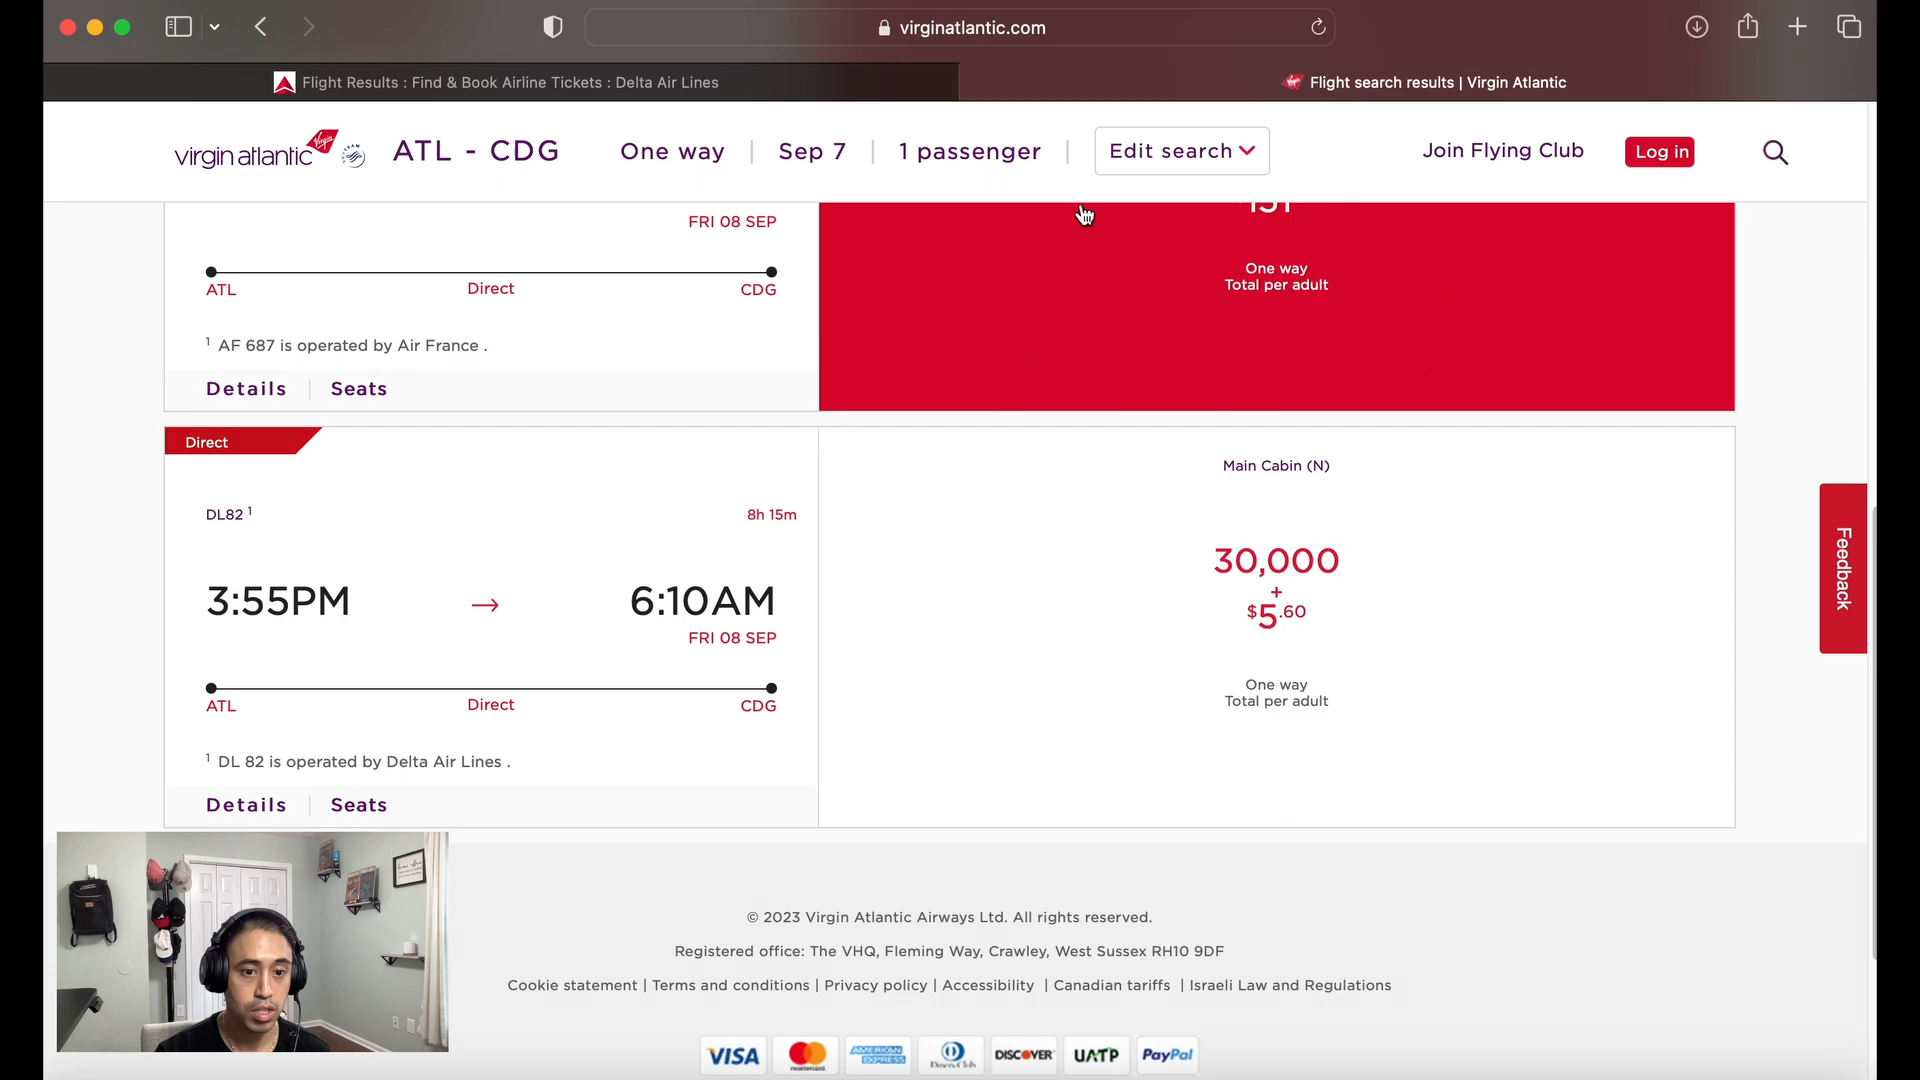 virginatlantic.com
Flight Results : Find & Book Airline Tickets : Delta Air Lines
Flight search results | Virgin Atlantic
virgin atlantic
ATL - CDG
One way | Sep 7 | 1 passenger |
Edit search
Join Flying Club
Log in
FRI 08 SEP
ATL Direct CDG
1 AF 687 is operated by Air France .
Details | Seats
One way
Total per adult
Direct
DL82 1
8h 15m
3:55PM → 6:10AM
FRI 08 SEP
ATL Direct CDG
1 DL 82 is operated by Delta Air Lines .
Details | Seats
Main Cabin (N)
30,000
+
$5.60
One way
Total per adult
Feedback
© 2023 Virgin Atlantic Airways Ltd. All rights reserved.
Registered office: The VHQ, Fleming Way, Crawley, West Sussex RH10 9DF
Cookie statement | Terms and conditions | Privacy policy | Accessibility | Canadian tariffs | Israeli Law and Regulations
VISA mastercard AMERICAN EXPRESS Diners Club DISCOVER UATP PayPal